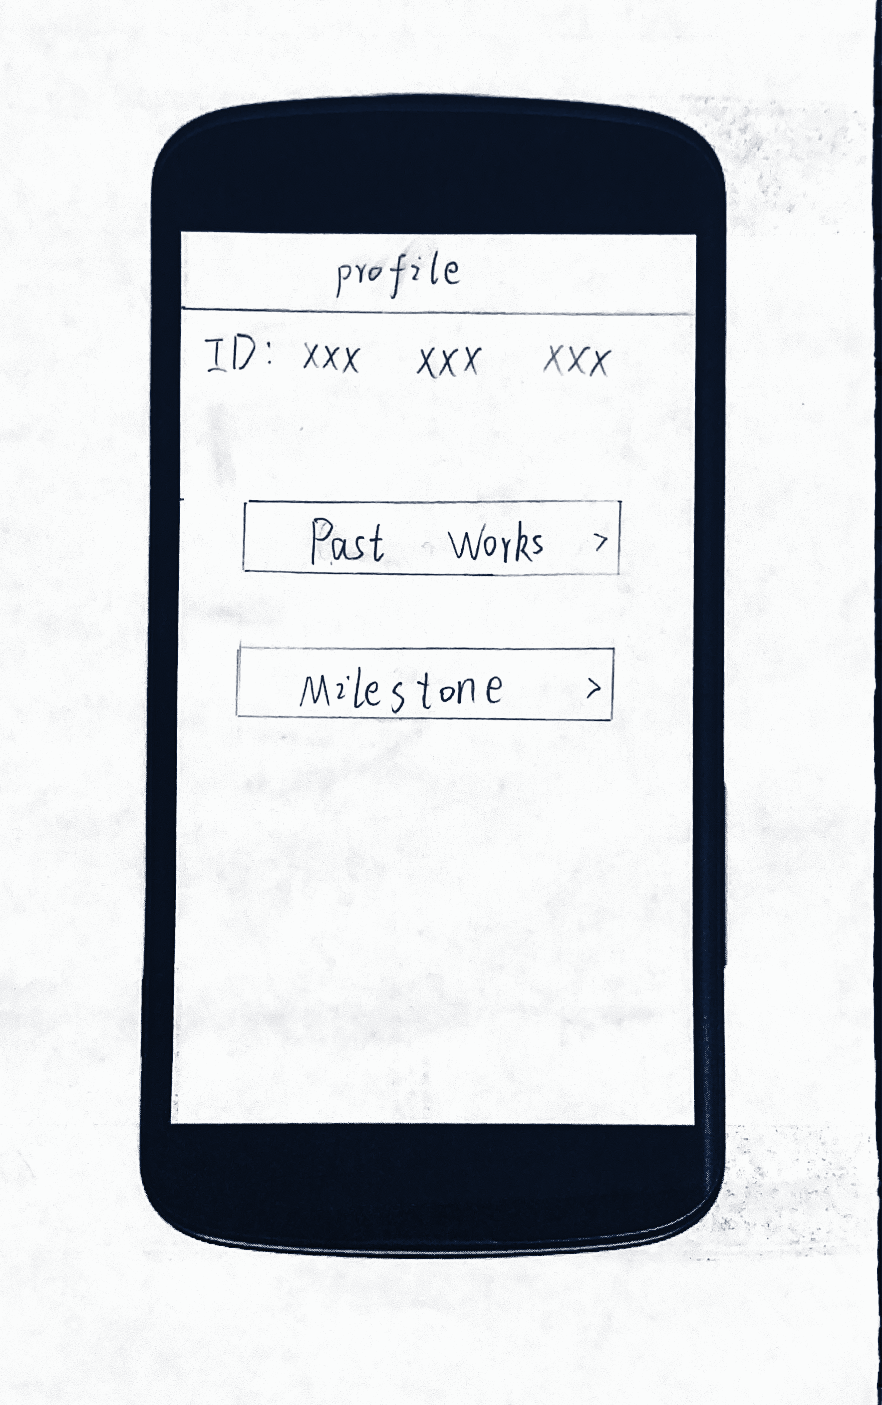 profile
ID: XXX XXX XXX
Past Works >
Milestone >